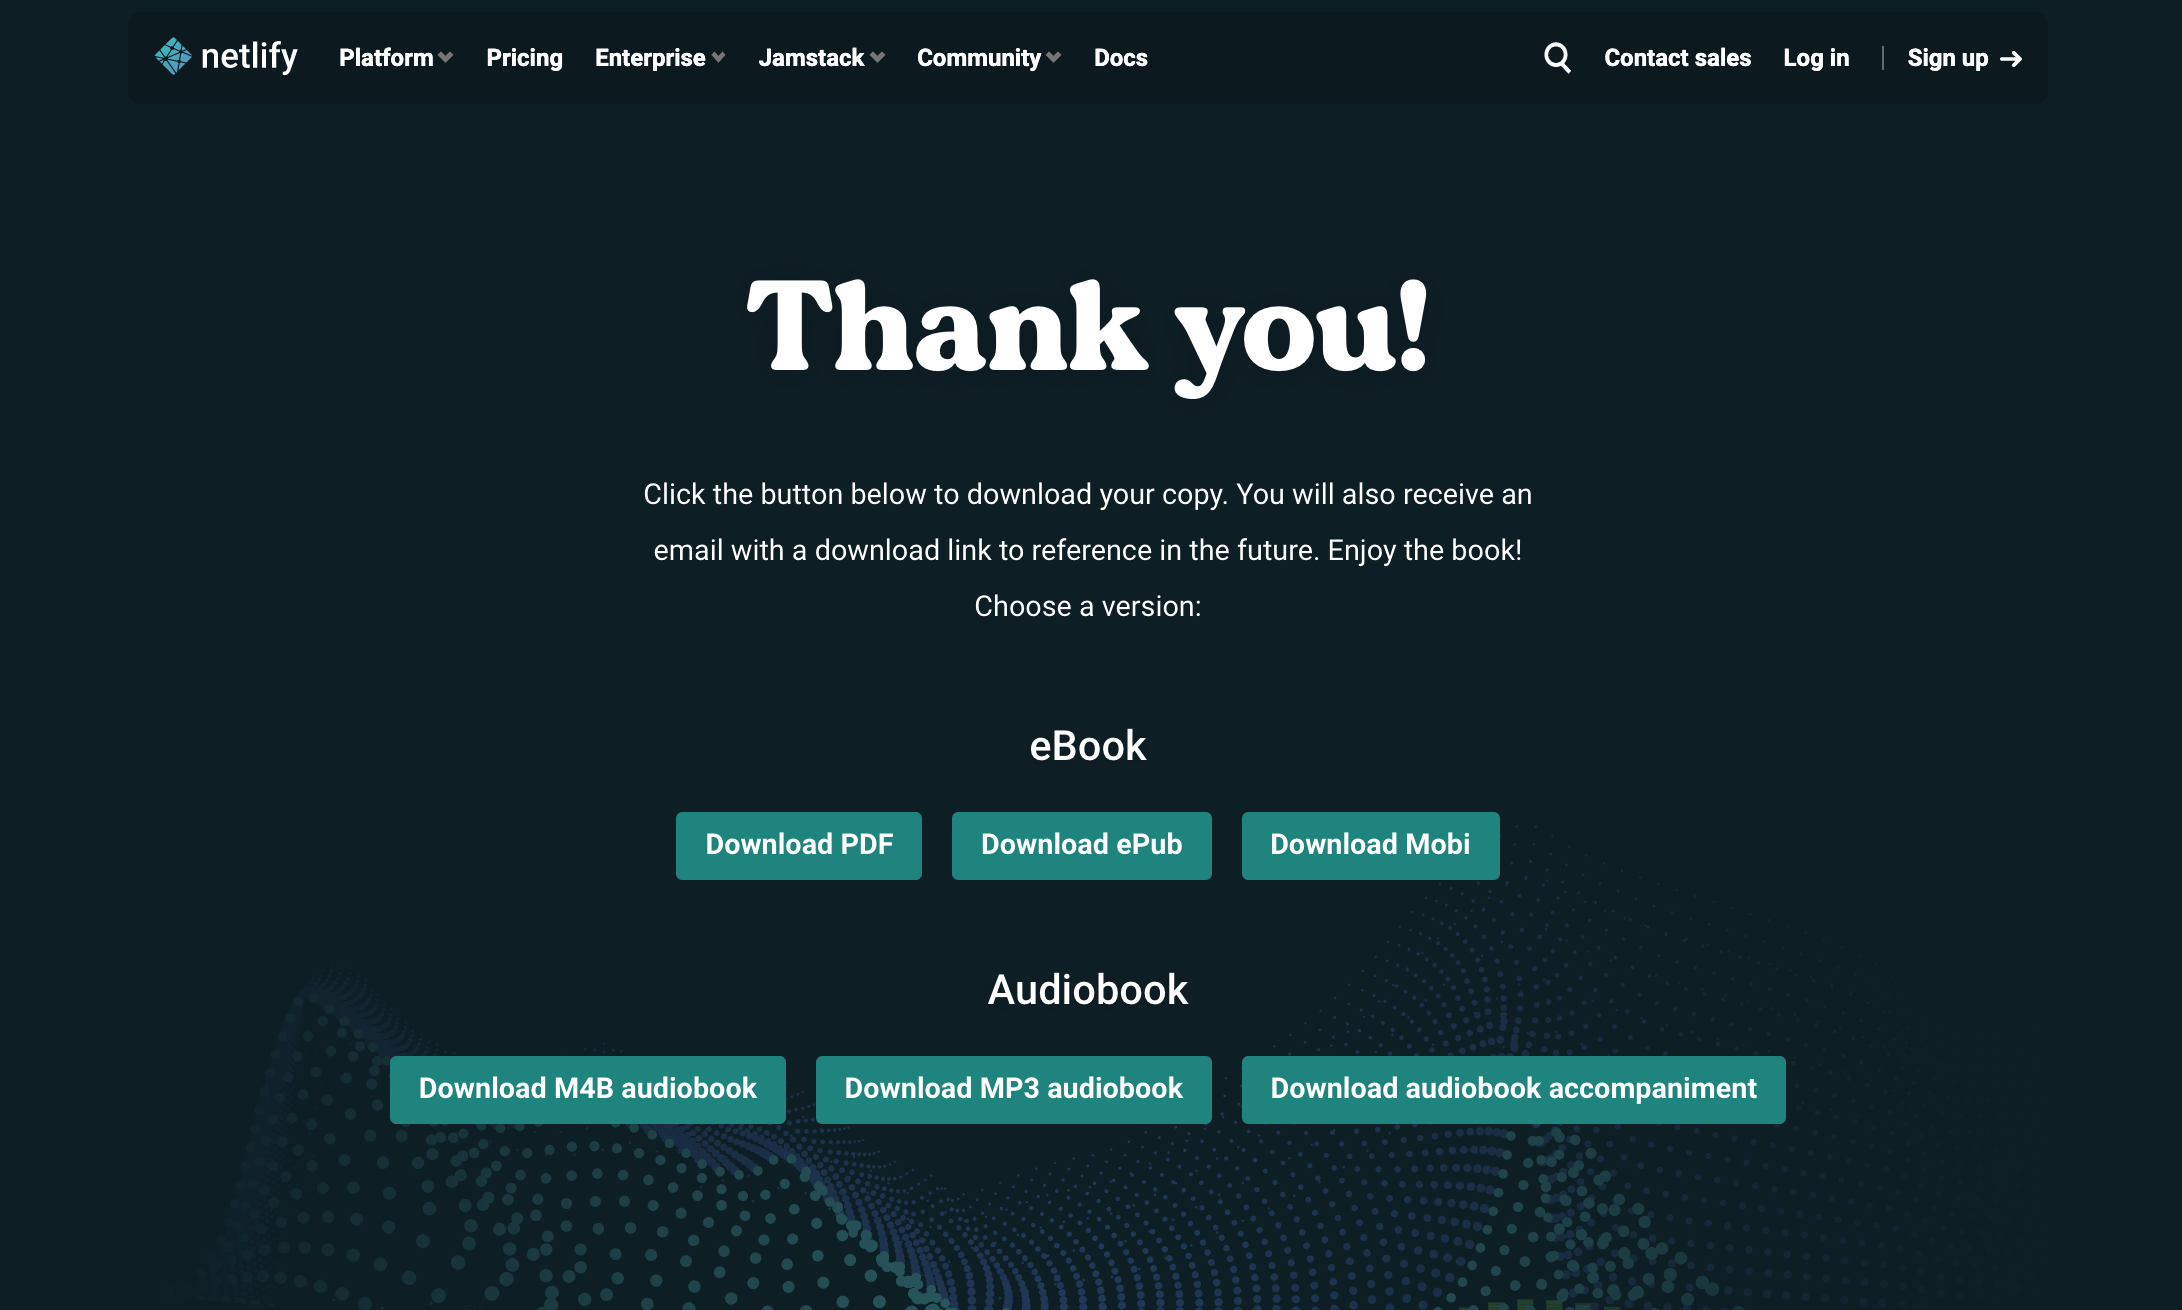 netlify Platform Pricing Enterprise Jamstack Community Docs Contact sales Log in | Sign up →
Thank you!
Click the button below to download your copy. You will also receive an
email with a download link to reference in the future. Enjoy the book!
Choose a version:
eBook
Download PDF Download ePub Download Mobi
Audiobook
Download M4B audiobook Download MP3 audiobook Download audiobook accompaniment